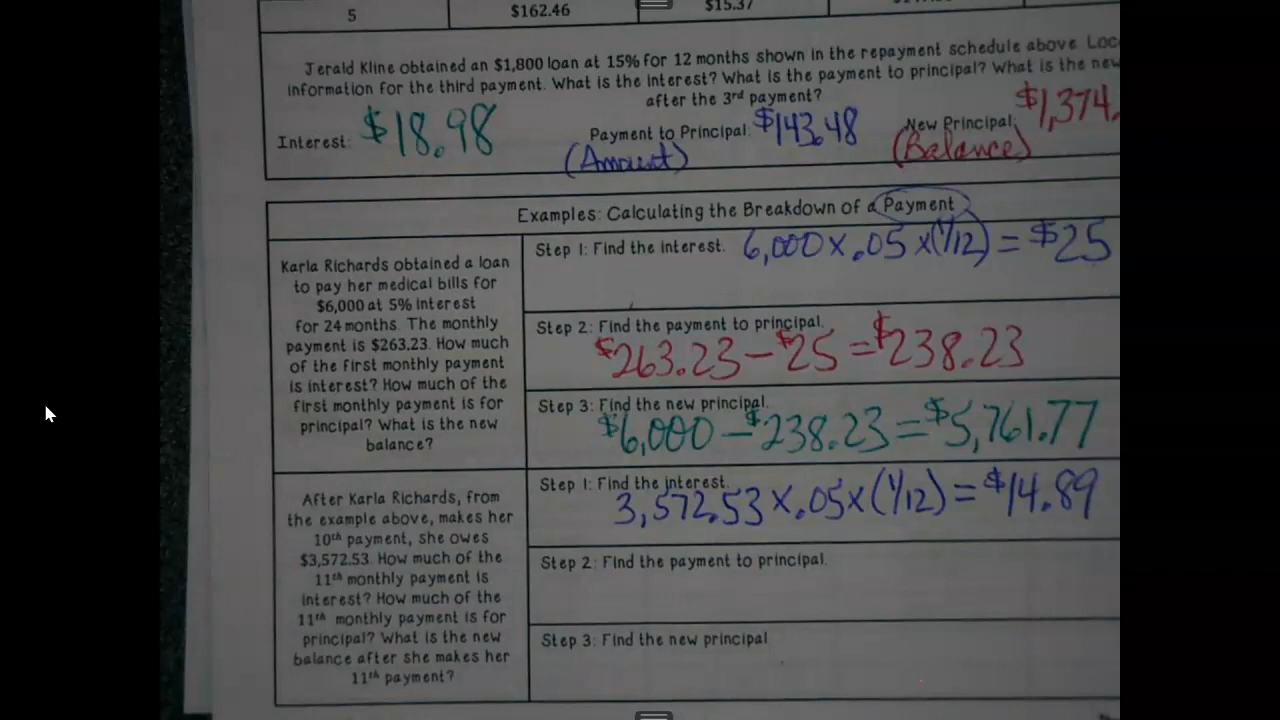 5 $162.46 $15.37
Jerald Kline obtained an $1,800 loan at 15% for 12 months shown in the repayment schedule above. Loc
information for the third payment. What is the interest? What is the payment to principal? What is the new
after the 3rd payment?
Interest: $18.98 Payment to Principal: $143.48 New Principal: $1,374.
(Amount) (Balance)
Examples: Calculating the Breakdown of a Payment
Karla Richards obtained a loan
to pay her medical bills for
$6,000 at 5% interest
for 24 months. The monthly
payment is $263.23. How much
of the first monthly payment
is interest? How much of the
first monthly payment is for
principal? What is the new
balance?
Step 1: Find the interest. 6,000 x .05 x (1/12) = $25
Step 2: Find the payment to principal.
$263.23 - $25 = $238.23
Step 3: Find the new principal.
$6,000 - $238.23 = $5,761.77
After Karla Richards, from
the example above, makes her
10th payment, she owes
$3,572.53. How much of the
11th monthly payment is
interest? How much of the
11th monthly payment is for
principal? What is the new
balance after she makes her
11th payment?
Step 1: Find the interest.
3,572.53 x .05 x (1/12) = $14.89
Step 2: Find the payment to principal.
Step 3: Find the new principal